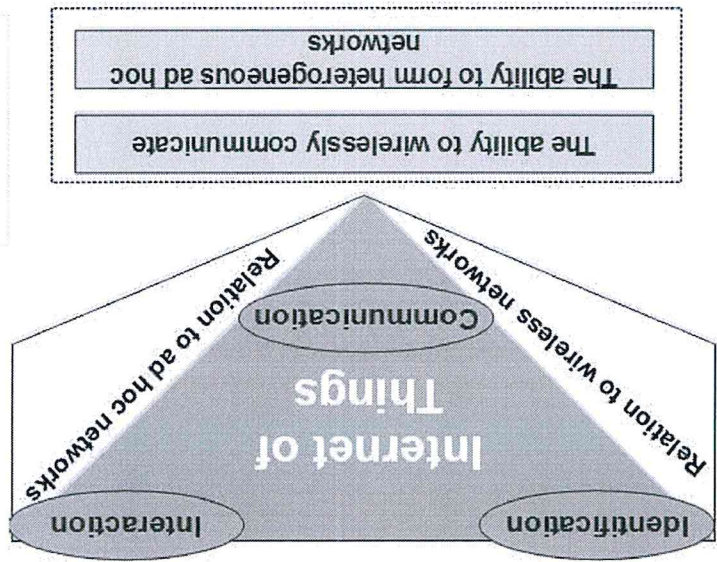 Identification
Interaction
Internet of
Things
Communication
Relation to wireless networks
Relation to ad hoc networks
The ability to wirelessly communicate
The ability to form heterogeneous ad hoc
networks